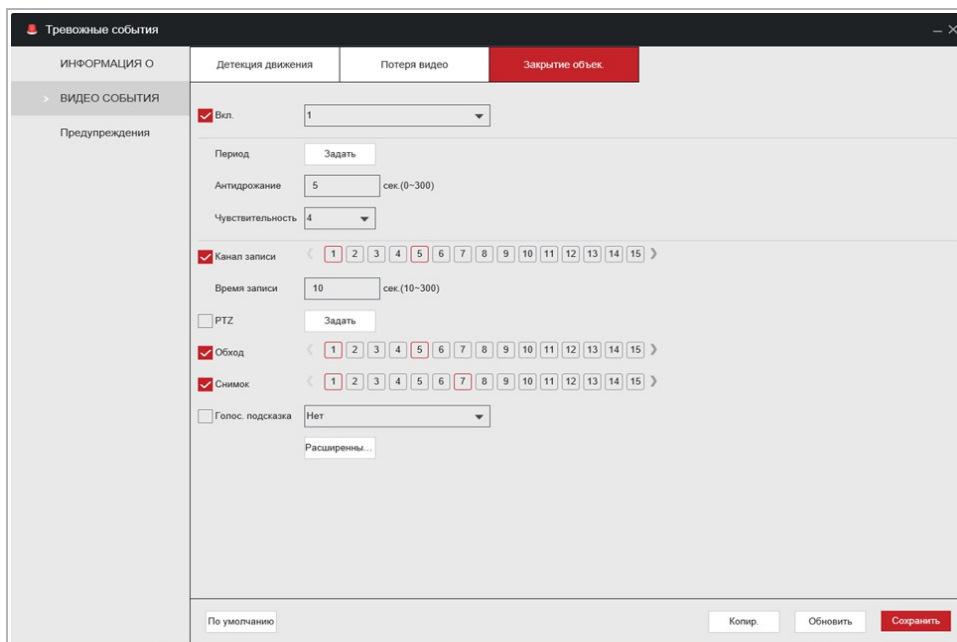 Тревожные события
ИНФОРМАЦИЯ О
ВИДЕО СОБЫТИЯ
Предупреждения
Детекция движения Потеря видео Закрытие объек.
Вкл. 1
Период Задать
Антидрожание 5 сек.(0~300)
Чувствительность 4
Канал записи 1 2 3 4 5 6 7 8 9 10 11 12 13 14 15
Время записи 10 сек.(10~300)
PTZ Задать
Обход 1 2 3 4 5 6 7 8 9 10 11 12 13 14 15
Снимок 1 2 3 4 5 6 7 8 9 10 11 12 13 14 15
Голос. подсказка Нет
Расширенны...
По умолчанию Копир. Обновить Сохранить